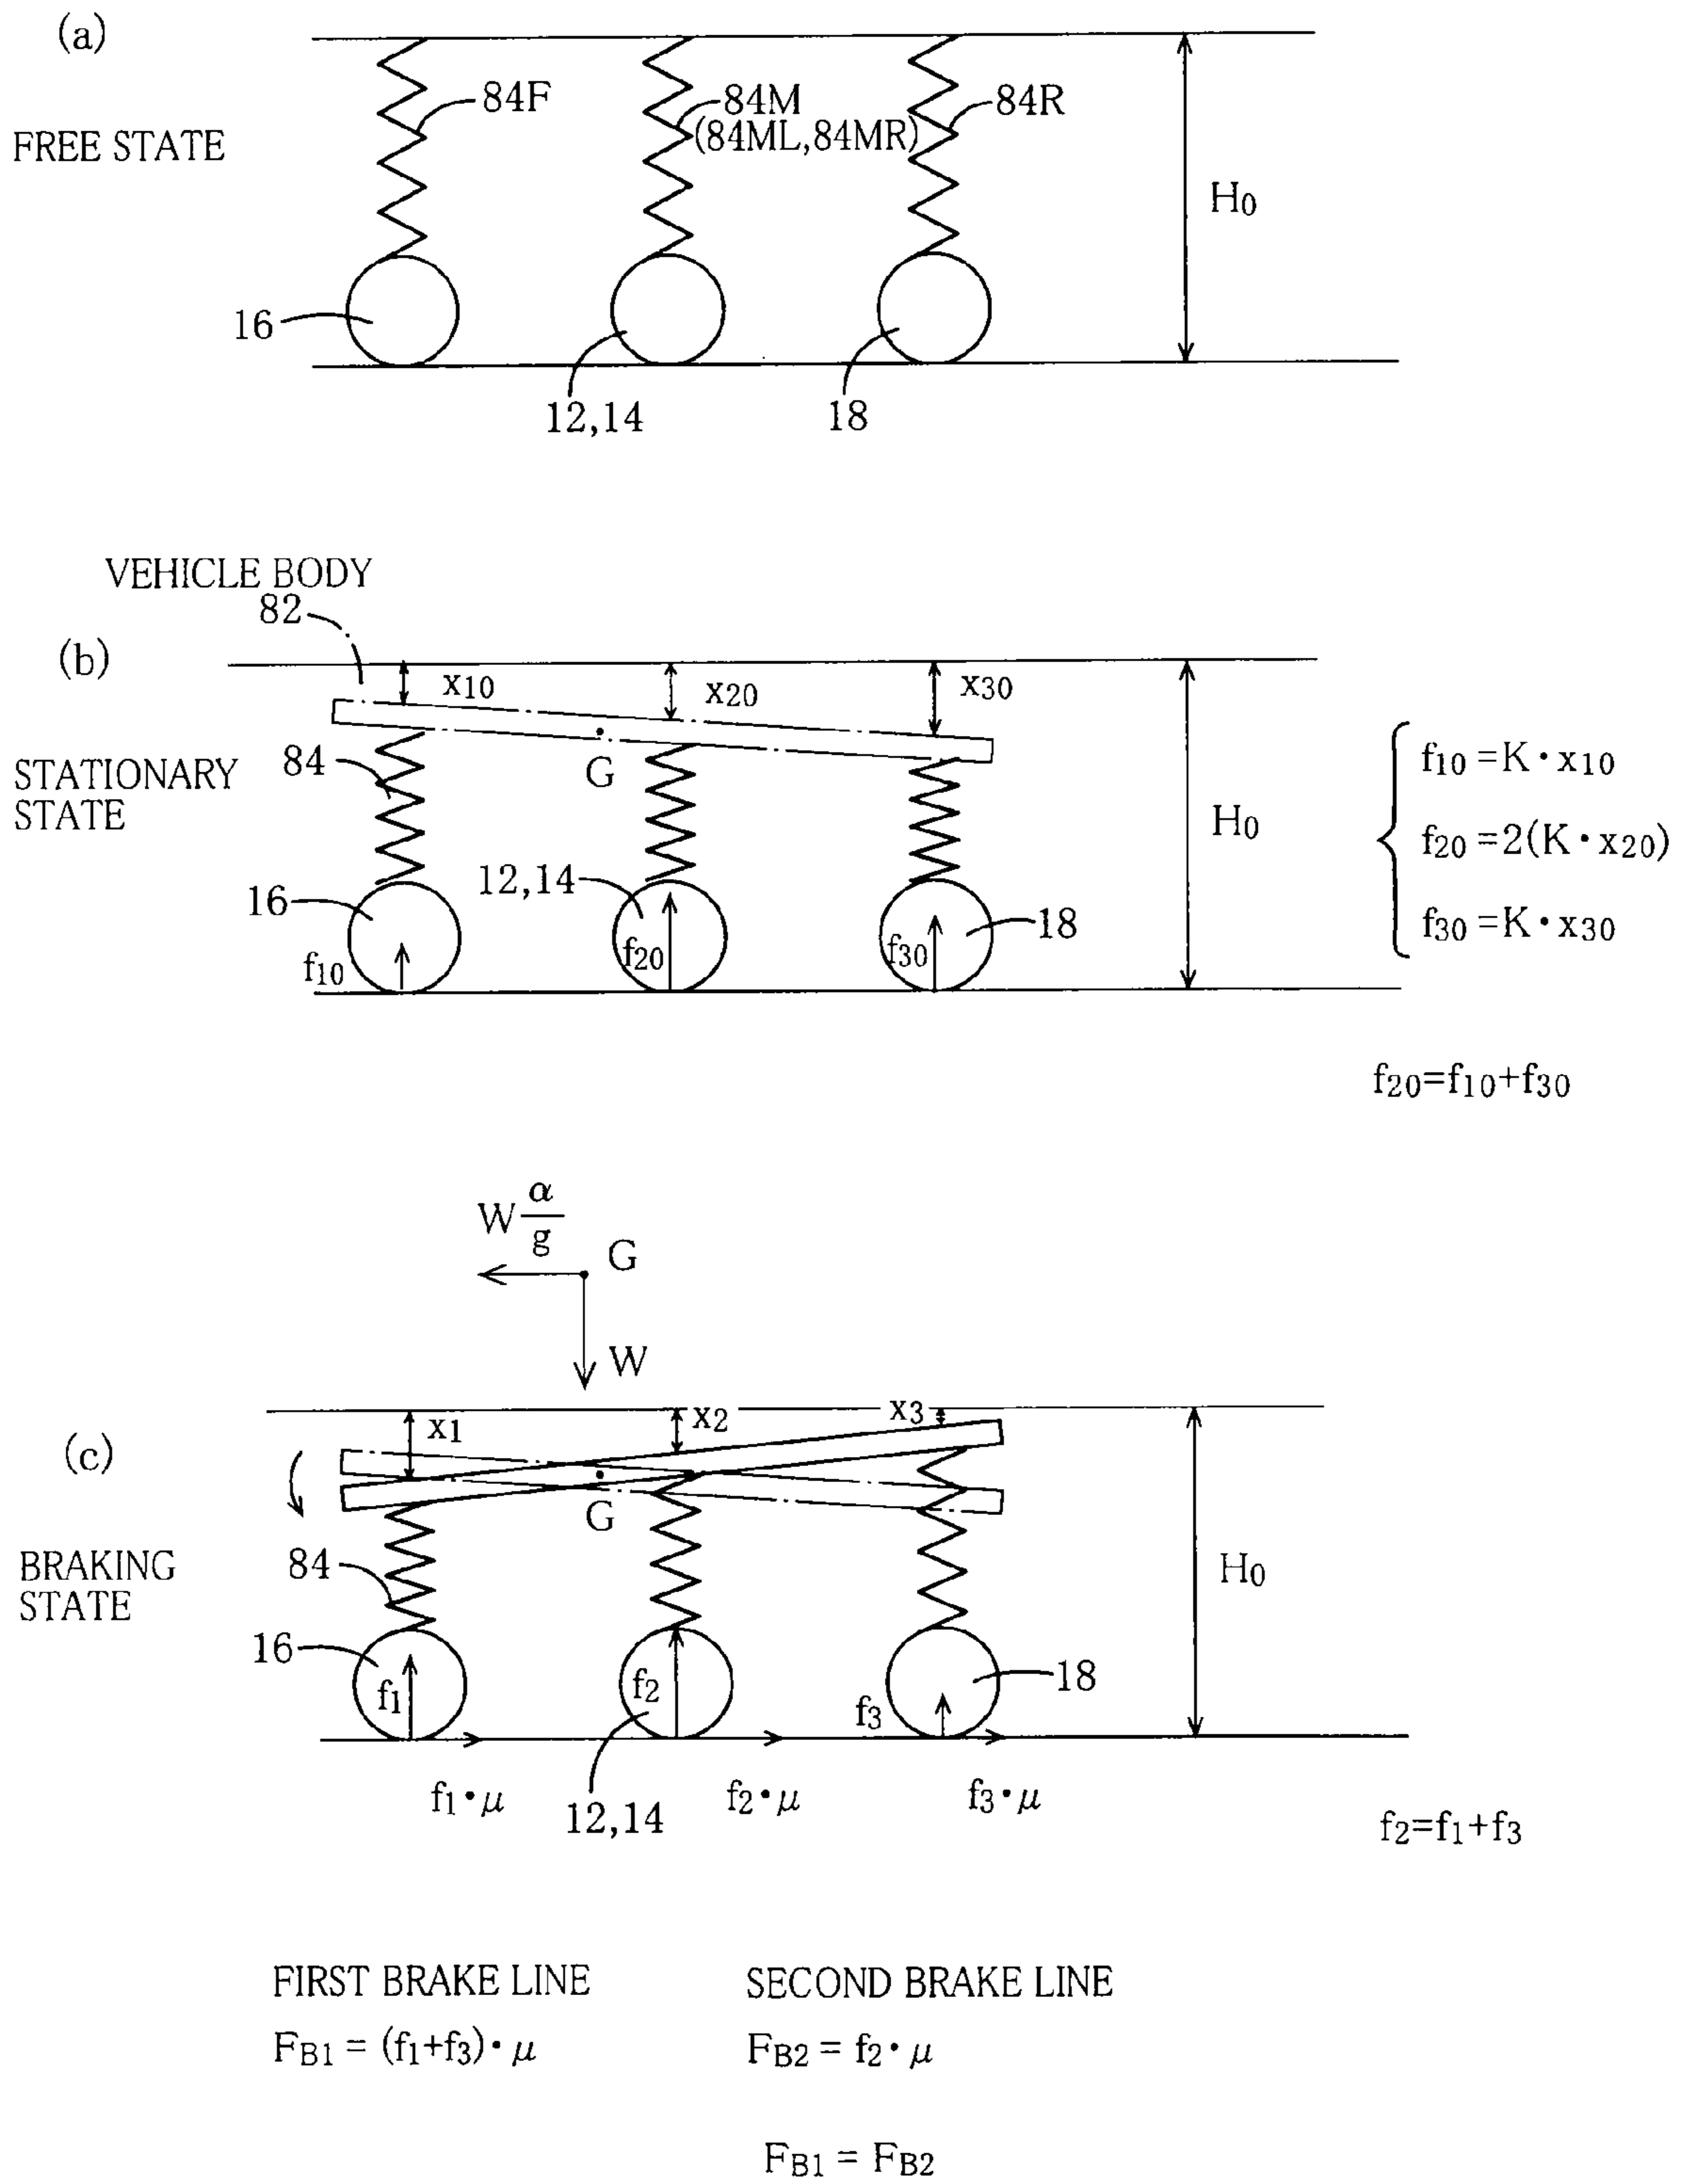 (a)
FREE STATE
84F
84M
(84ML,84MR)
84R
H0
16
12,14
18
VEHICLE BODY
82
(b)
x10
x20
x30
STATIONARY
STATE
84
G
H0
f10 =K・x10
f20 =2(K・x20)
f30 =K・x30
12,14
16
18
f10
f20
f30
f20=f10+f30
W α/g
G
W
(c)
x1
x2
x3
G
BRAKING
STATE
84
H0
16
18
f1
f2
f3
f1・μ
f2・μ
f3・μ
12,14
f2=f1+f3
FIRST BRAKE LINE
SECOND BRAKE LINE
FB1 = (f1+f3)・μ
FB2 = f2・μ
FB1 = FB2